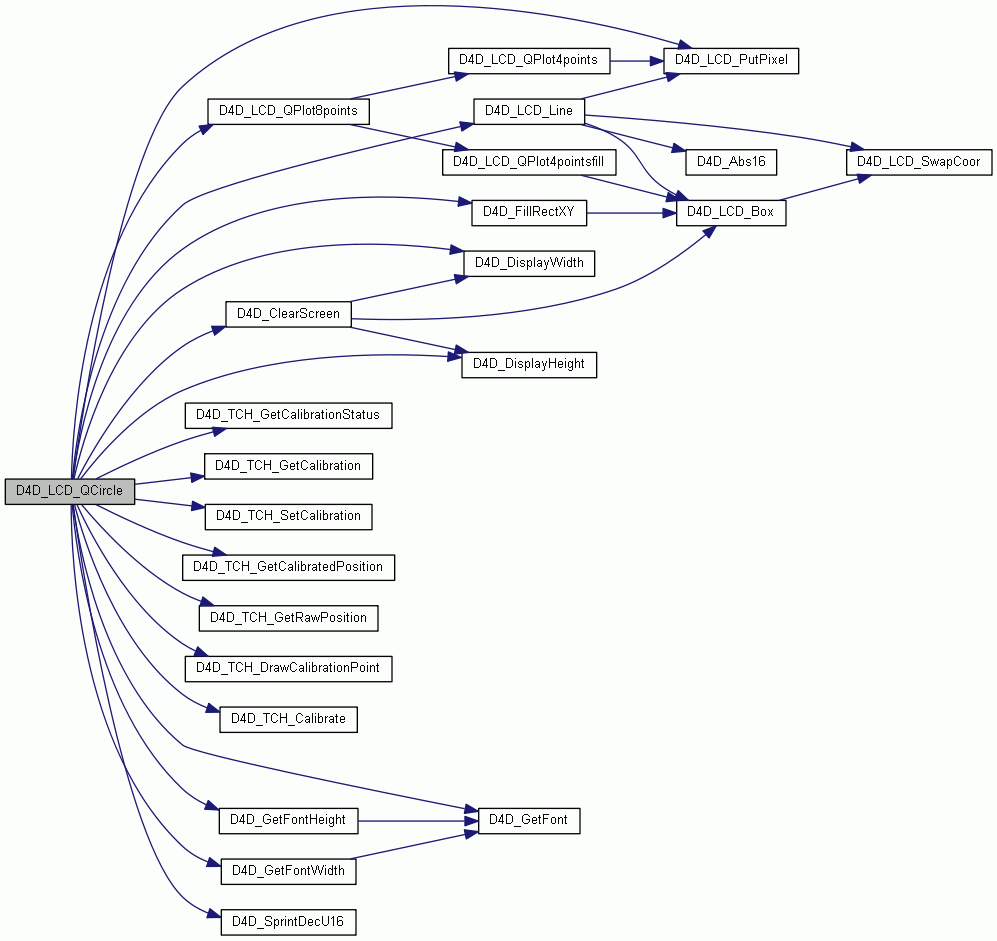 D4D_LCD_QPlot4points
D4D_LCD_PutPixel
D4D_LCD_QPlot8points
D4D_LCD_Line
D4D_LCD_QPlot4pointsfill
D4D_Abs16
D4D_LCD_SwapCoor
D4D_FillRectXY
D4D_LCD_Box
D4D_DisplayWidth
D4D_ClearScreen
D4D_DisplayHeight
D4D_TCH_GetCalibrationStatus
D4D_TCH_GetCalibration
D4D_LCD_QCircle
D4D_TCH_SetCalibration
D4D_TCH_GetCalibratedPosition
D4D_TCH_GetRawPosition
D4D_TCH_DrawCalibrationPoint
D4D_TCH_Calibrate
D4D_GetFontHeight
D4D_GetFont
D4D_GetFontWidth
D4D_SprintDecU16